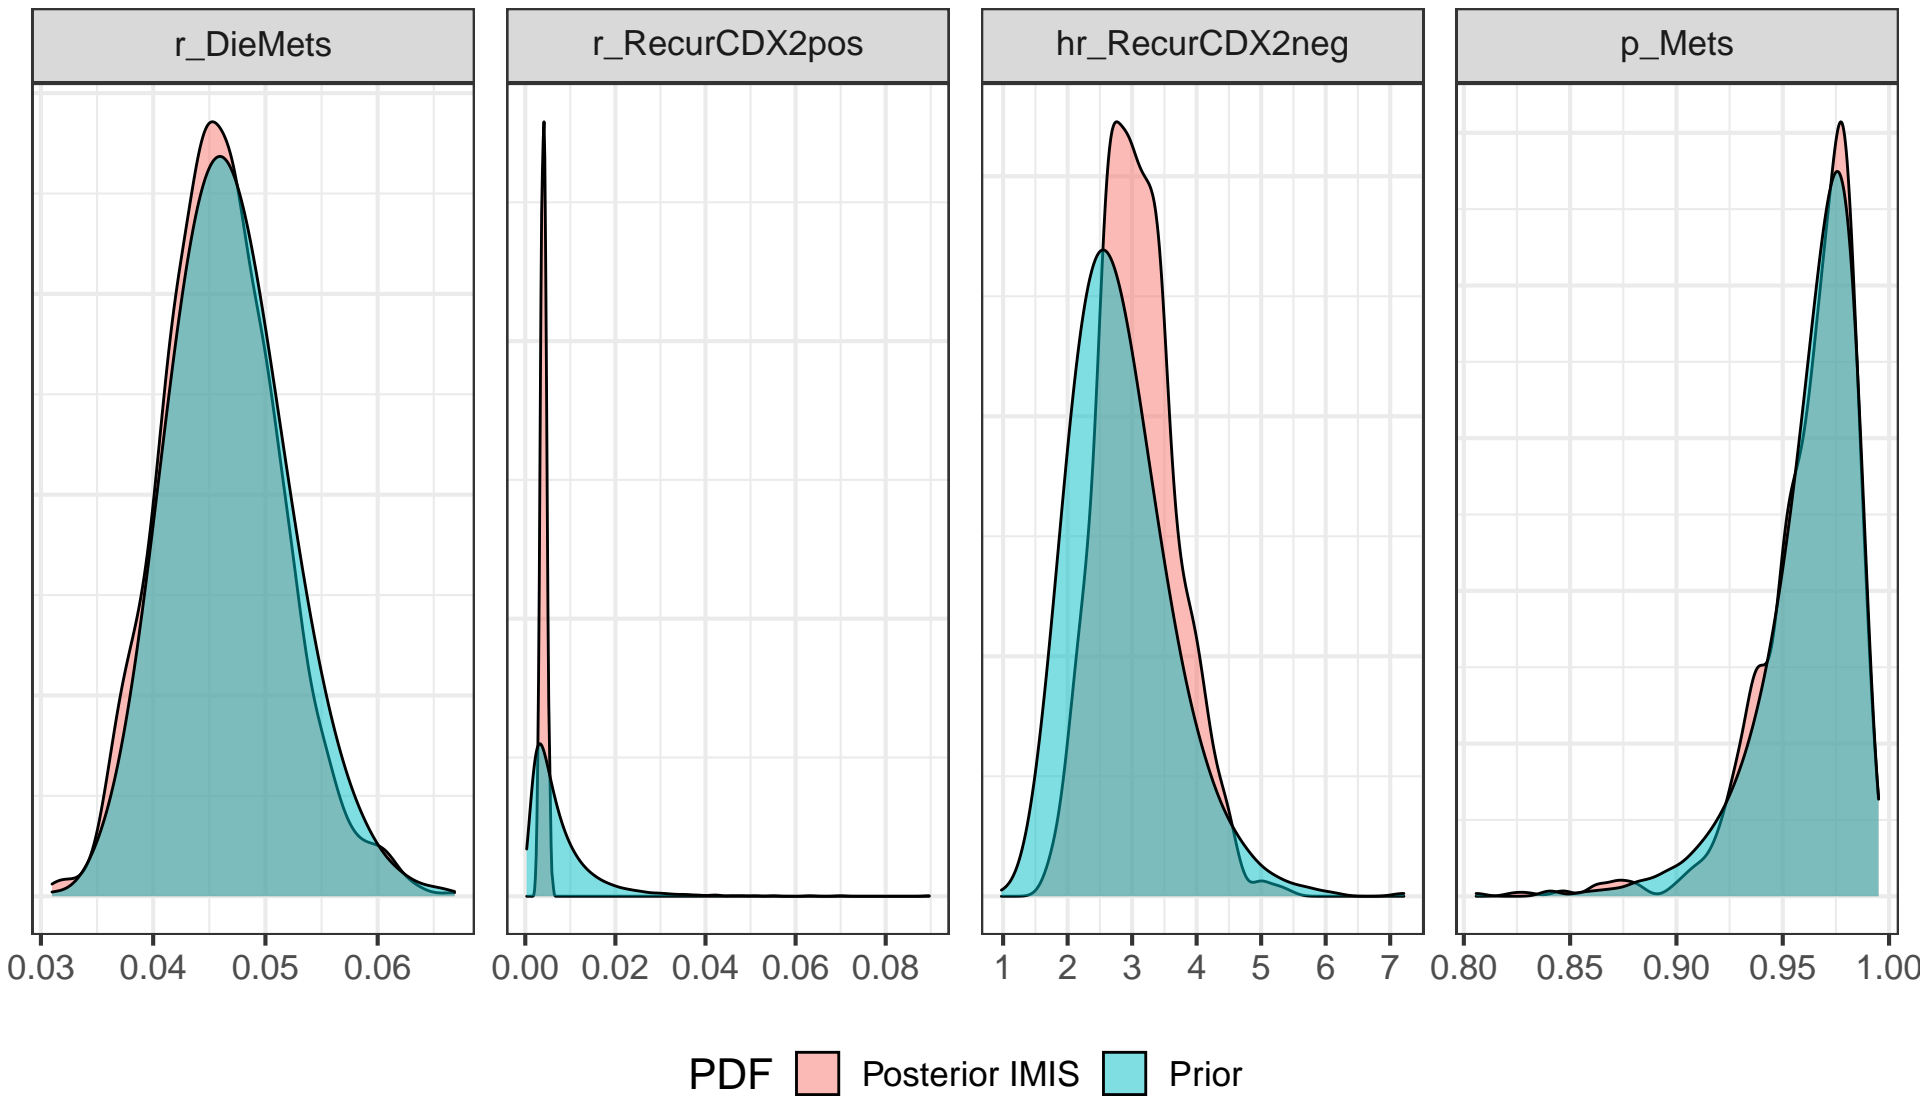 r_DieMets r_RecurCDX2pos hr_RecurCDX2neg p_Mets
0.03 0.04 0.05 0.06 0.00 0.02 0.04 0.06 0.08 1 2 3 4 5 6 7 0.80 0.85 0.90 0.95 1.00
PDF Posterior IMIS Prior